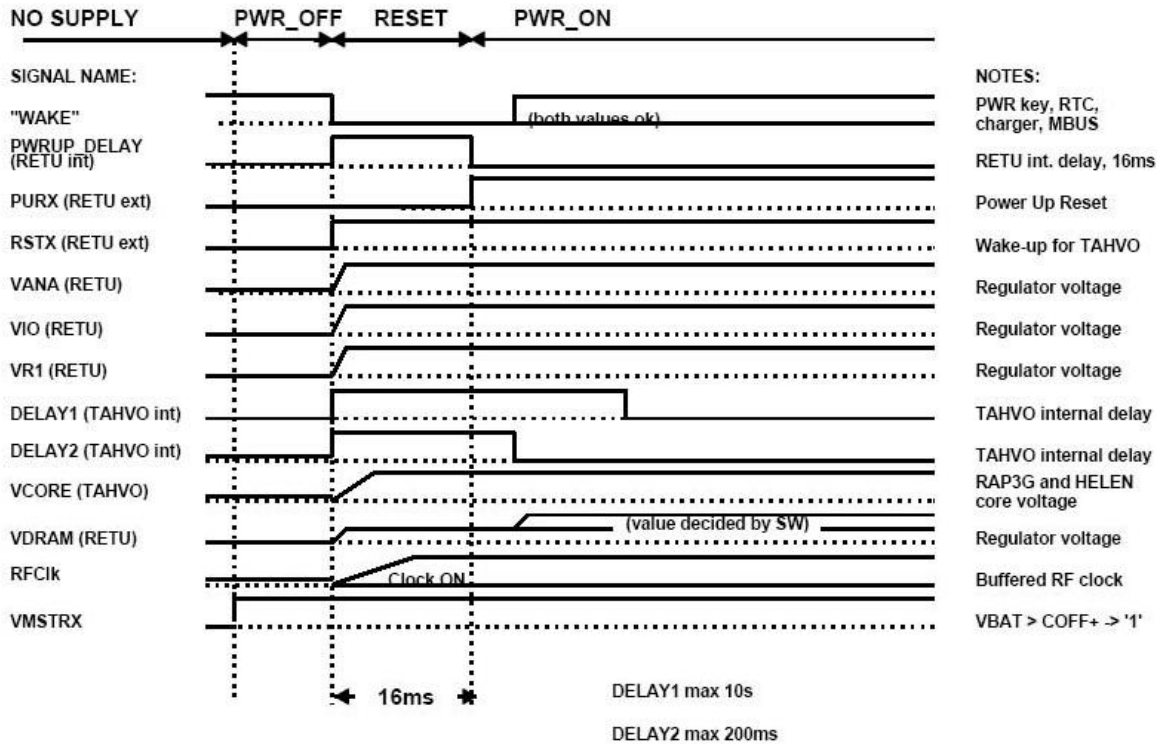 NO SUPPLY PWR_OFF RESET PWR_ON
SIGNAL NAME: NOTES:
"WAKE" (both values ok) PWR key, RTC,
charger, MBUS
PWRUP_DELAY
(RETU int) RETU int. delay, 16ms
PURX (RETU ext) Power Up Reset
RSTX (RETU ext) Wake-up for TAHVO
VANA (RETU) Regulator voltage
VIO (RETU) Regulator voltage
VR1 (RETU) Regulator voltage
DELAY1 (TAHVO int) TAHVO internal delay
DELAY2 (TAHVO int) TAHVO internal delay
VCORE (TAHVO) RAP3G and HELEN
core voltage
VDRAM (RETU) (value decided by SW) Regulator voltage
RFClk Clock ON Buffered RF clock
VMSTRX VBAT > COFF+ -> '1'
16ms DELAY1 max 10s
DELAY2 max 200ms